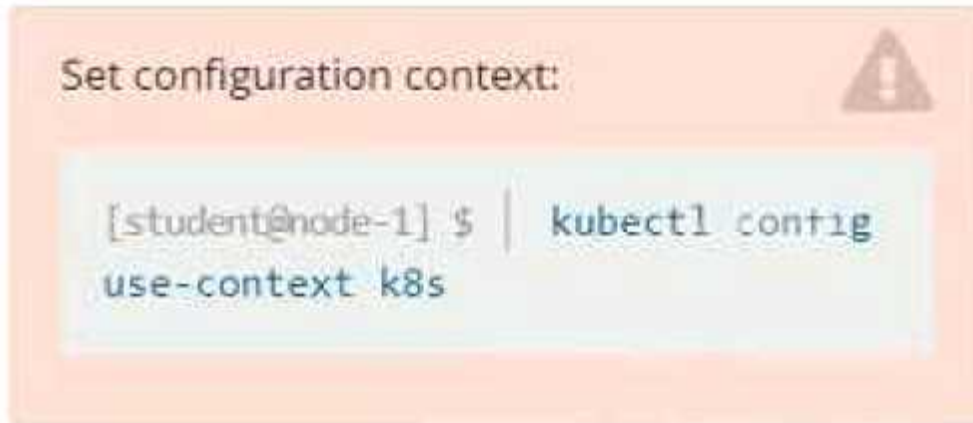 Set configuration context:
[student@node-1] $ | kubectl config
use-context k8s